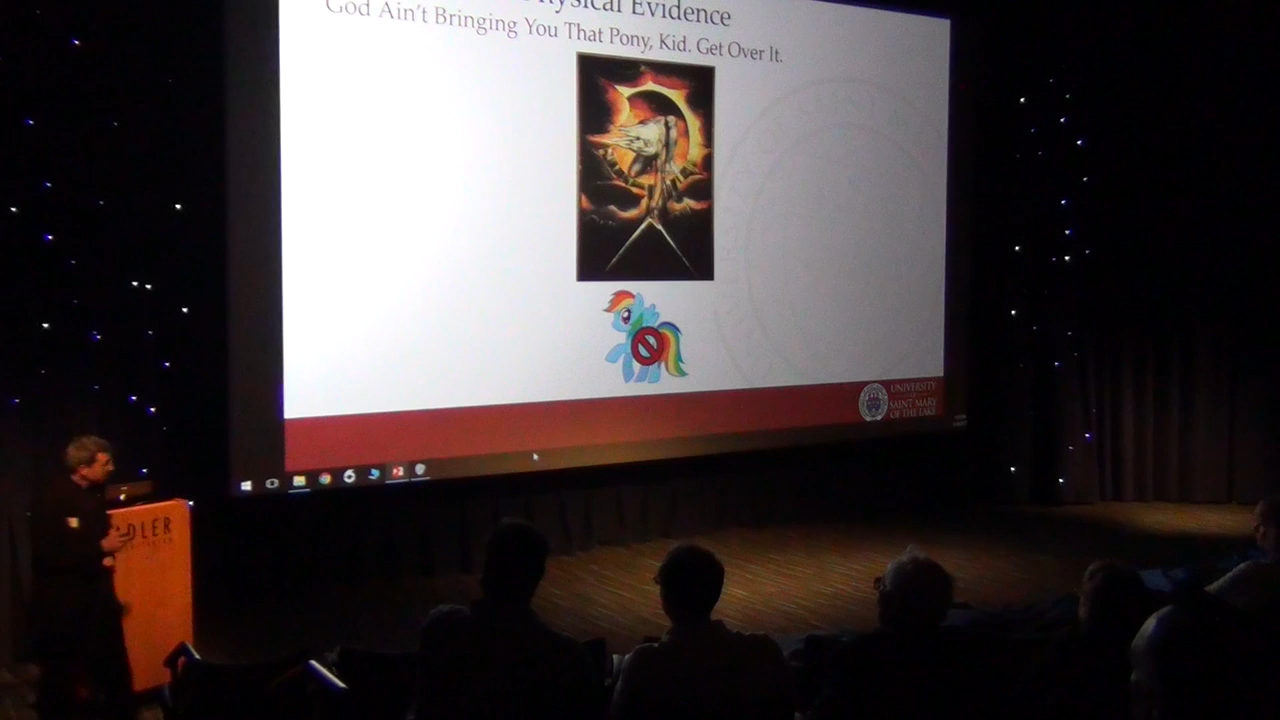 Physical Evidence
God Ain't Bringing You That Pony, Kid. Get Over It.
UNIVERSITY
SAINT MARY
OF THE LAKE
DLER